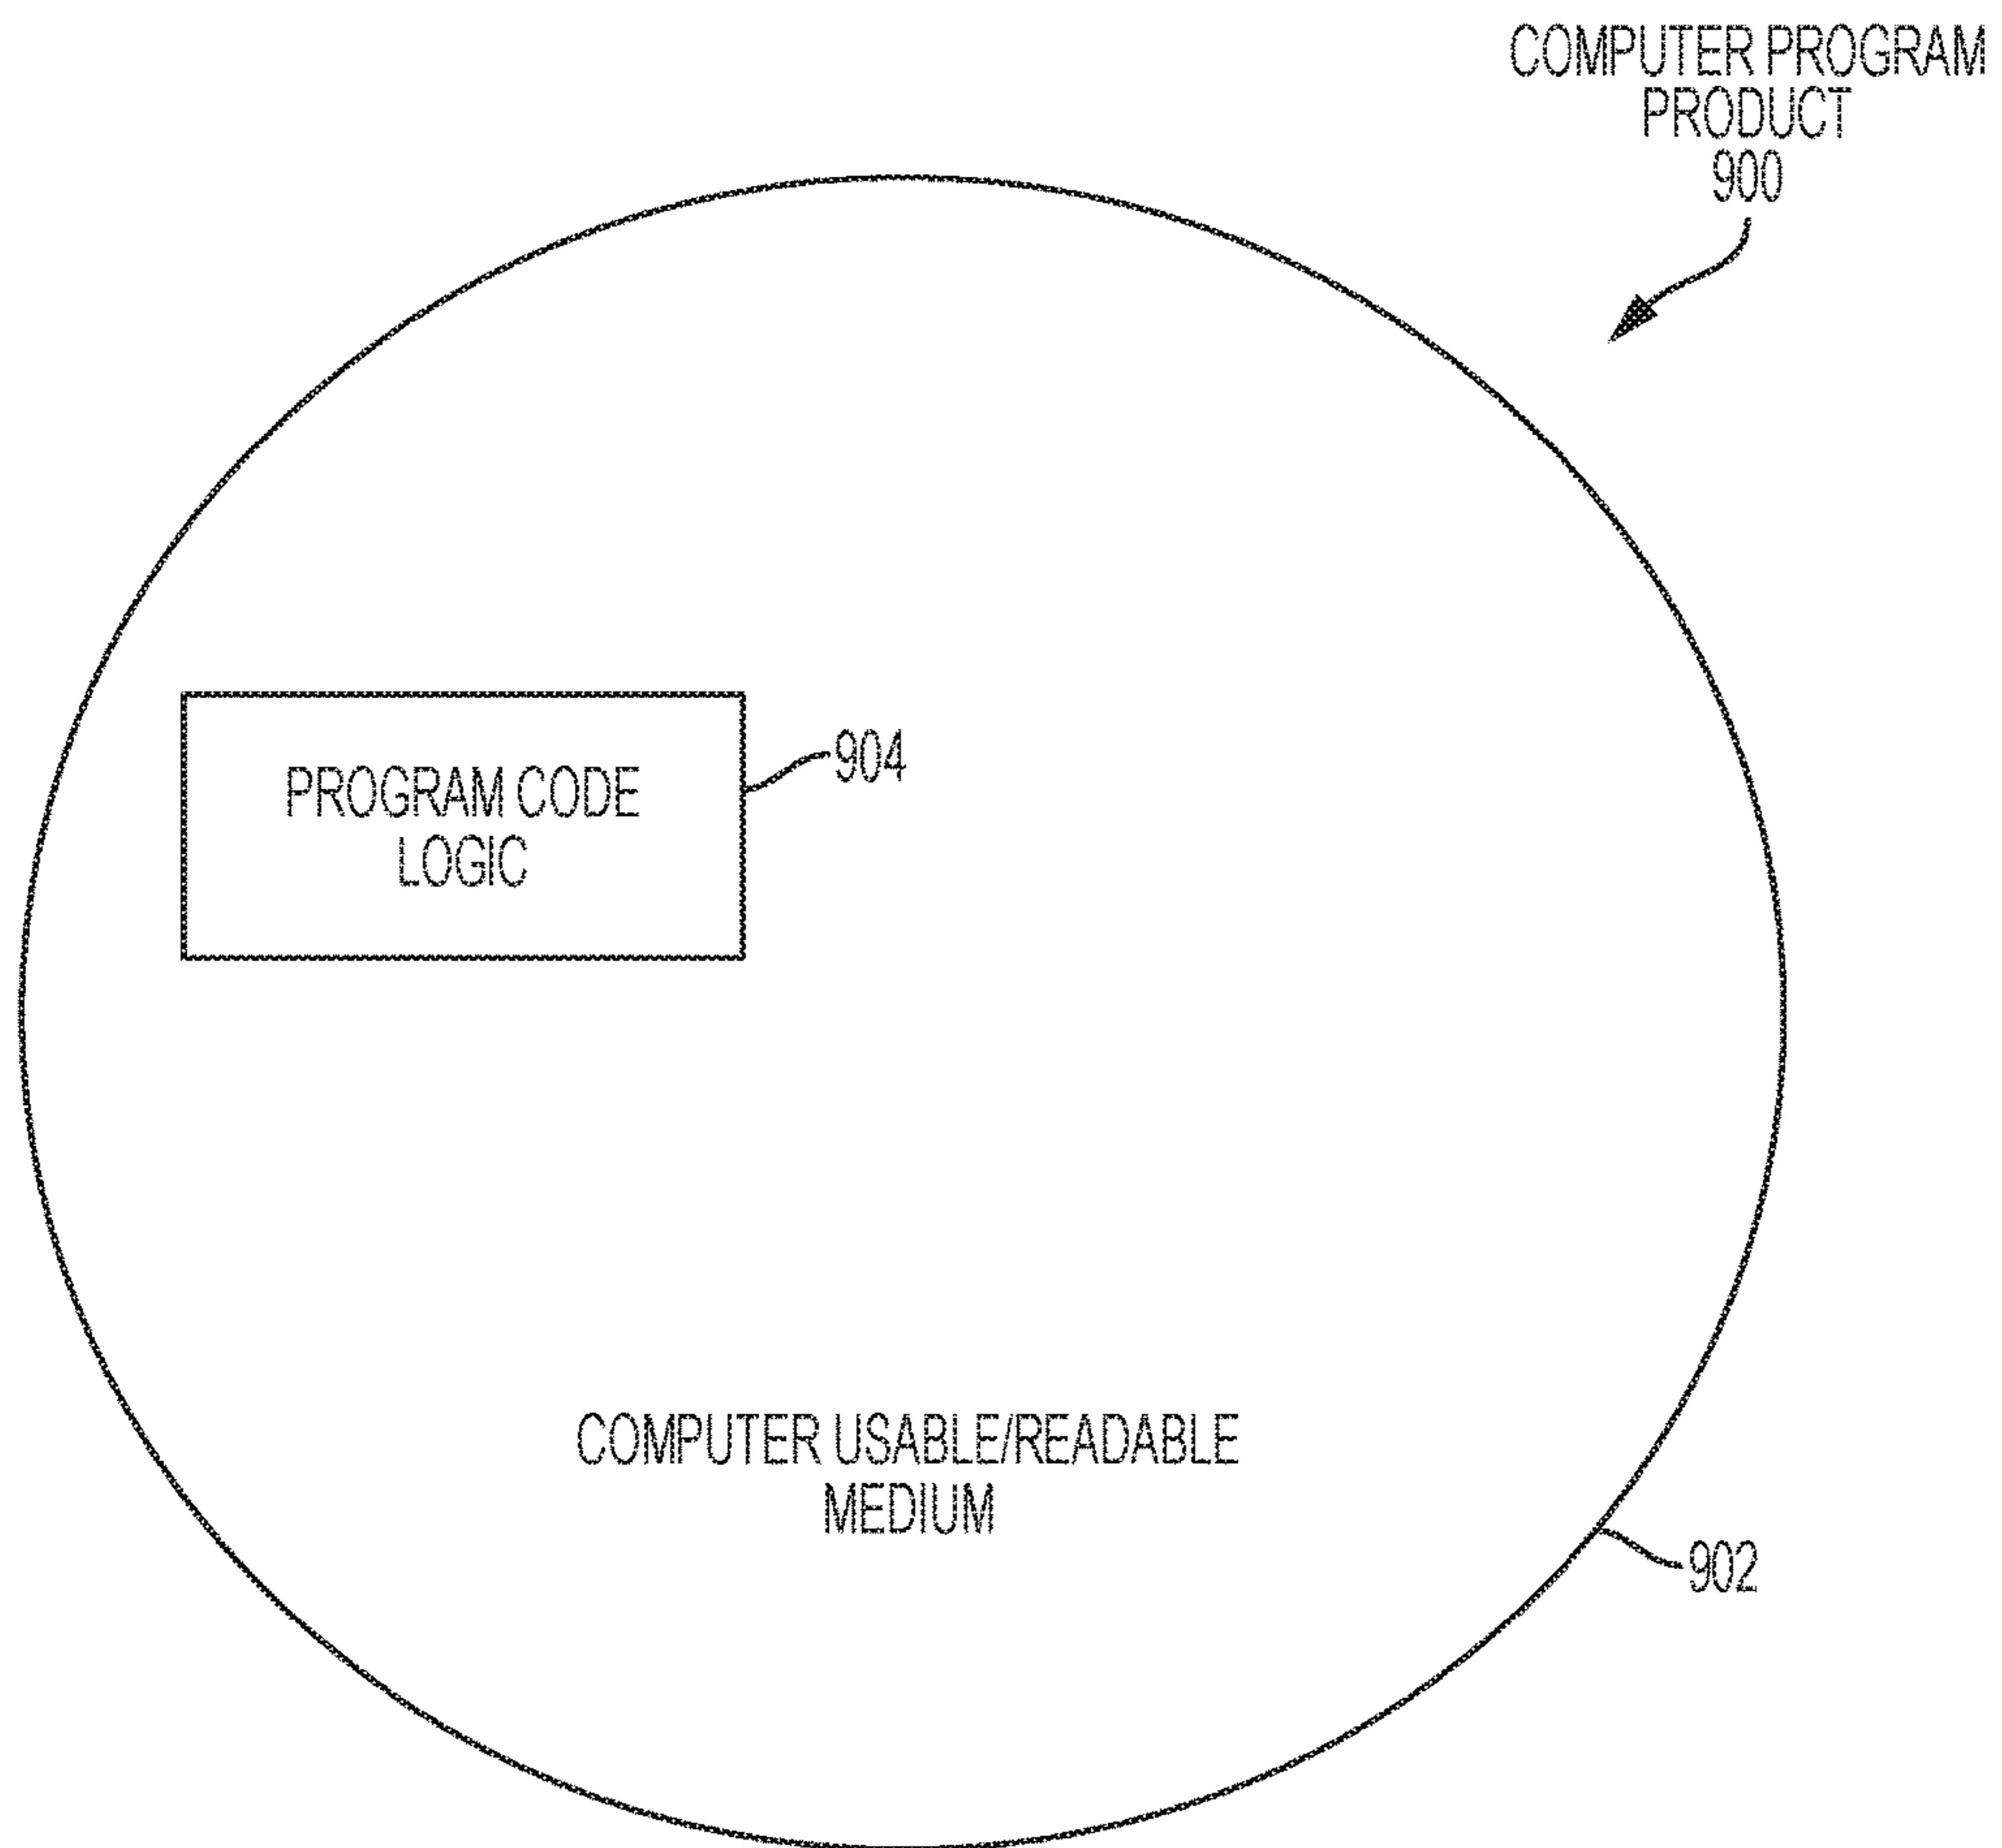 COMPUTER PROGRAM
PRODUCT
900
904
PROGRAM CODE
LOGIC
COMPUTER USABLE/READABLE
MEDIUM
902